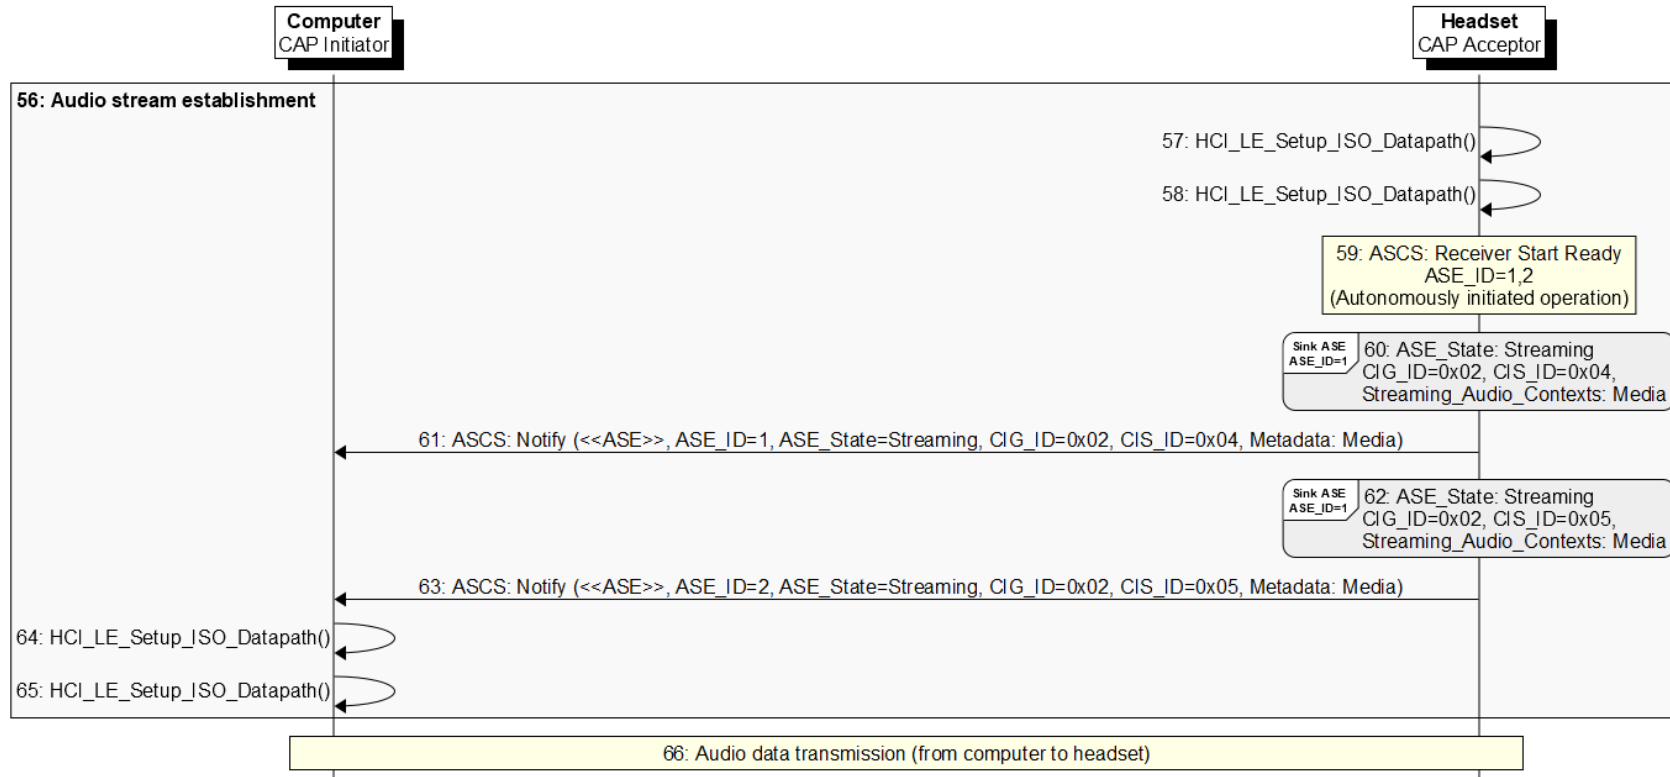 Computer
CAP Initiator
Headset
CAP Acceptor
56: Audio stream establishment
57: HCI_LE_Setup_ISO_Datapath()
58: HCI_LE_Setup_ISO_Datapath()
59: ASCS: Receiver Start Ready
ASE_ID=1,2
(Autonomously initiated operation)
Sink ASE
ASE_ID=1
60: ASE_State: Streaming
CIG_ID=0x02, CIS_ID=0x04,
Streaming_Audio_Contexts: Media
61: ASCS: Notify (<<ASE>>, ASE_ID=1, ASE_State=Streaming, CIG_ID=0x02, CIS_ID=0x04, Metadata: Media)
Sink ASE
ASE_ID=1
62: ASE_State: Streaming
CIG_ID=0x02, CIS_ID=0x05,
Streaming_Audio_Contexts: Media
63: ASCS: Notify (<<ASE>>, ASE_ID=2, ASE_State=Streaming, CIG_ID=0x02, CIS_ID=0x05, Metadata: Media)
64: HCI_LE_Setup_ISO_Datapath()
65: HCI_LE_Setup_ISO_Datapath()
66: Audio data transmission (from computer to headset)